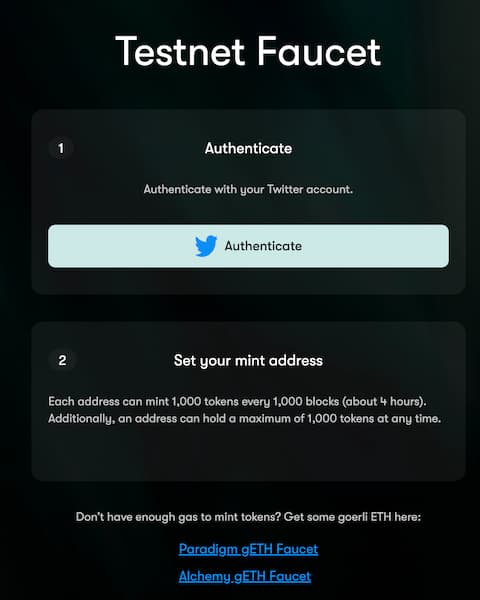 Testnet Faucet
1
Authenticate
Authenticate with your Twitter account.
Authenticate
2
Set your mint address
Each address can mint 1,000 tokens every 1,000 blocks (about 4 hours).
Additionally, an address can hold a maximum of 1,000 tokens at any time.
Don't have enough gas to mint tokens? Get some goerli ETH here:
Paradigm gETH Faucet
Alchemy gETH Faucet